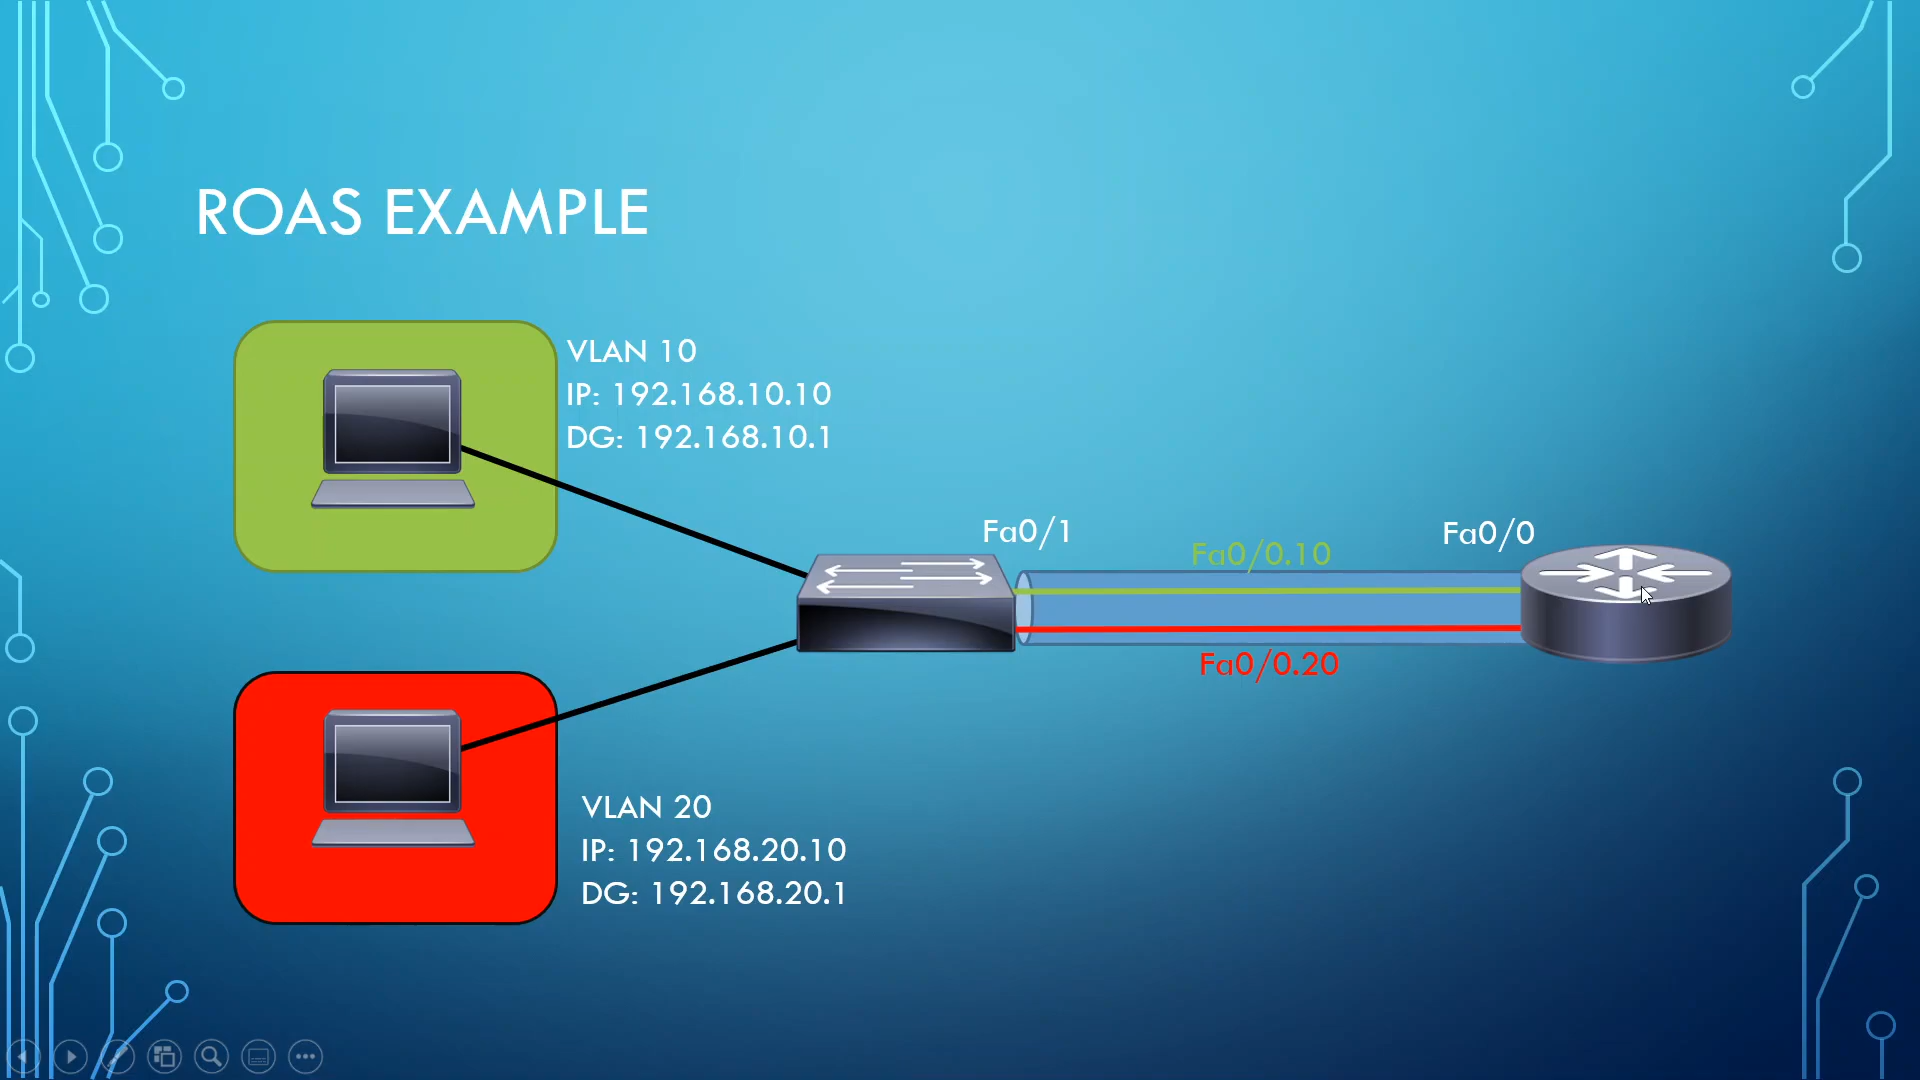 ROAS EXAMPLE
VLAN 10
IP: 192.168.10.10
DG: 192.168.10.1
Fa0/1
Fa0/0.10
Fa0/0
Fa0/0.20
VLAN 20
IP: 192.168.20.10
DG: 192.168.20.1